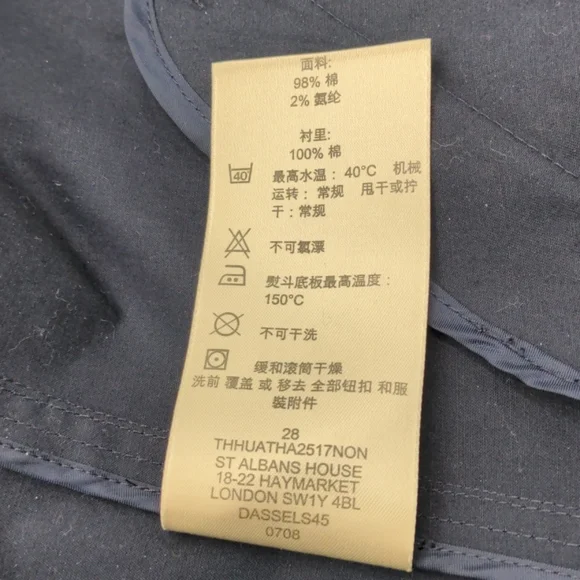 面料:
98% 棉
2% 氨纶
衬里:
100% 棉
40
最高水温: 40°C 机械
运转: 常规 甩干或拧
干: 常规
不可氯漂
熨斗底板最高温度:
150°C
不可干洗
缓和滚筒干燥
洗前 覆盖 或 移去 全部钮扣 和服
裝附件
28
THHUATHA2517NON
ST ALBANS HOUSE
18-22 HAYMARKET
LONDON SW1Y 4BL
DASSELS45
0708